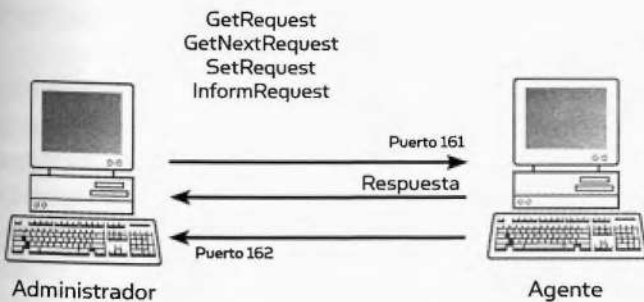 GetRequest
GetNextRequest
SetRequest
InformRequest
Puerto 161
Respuesta
Puerto 162
Administrador
Agente